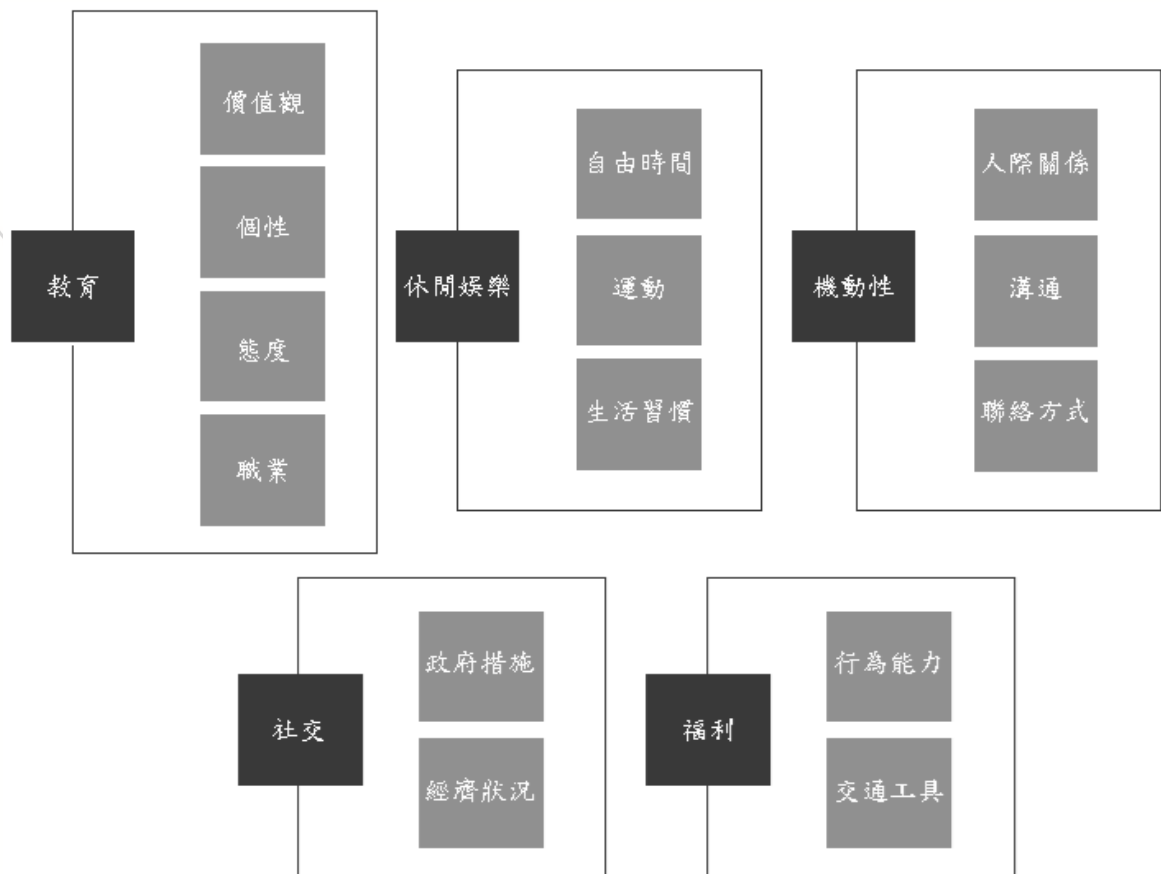 教育
價值觀
個性
態度
職業
休閒娛樂
自由時間
運動
生活習慣
機動性
人際關係
溝通
聯絡方式
社交
政府措施
經濟狀況
福利
行為能力
交通工具